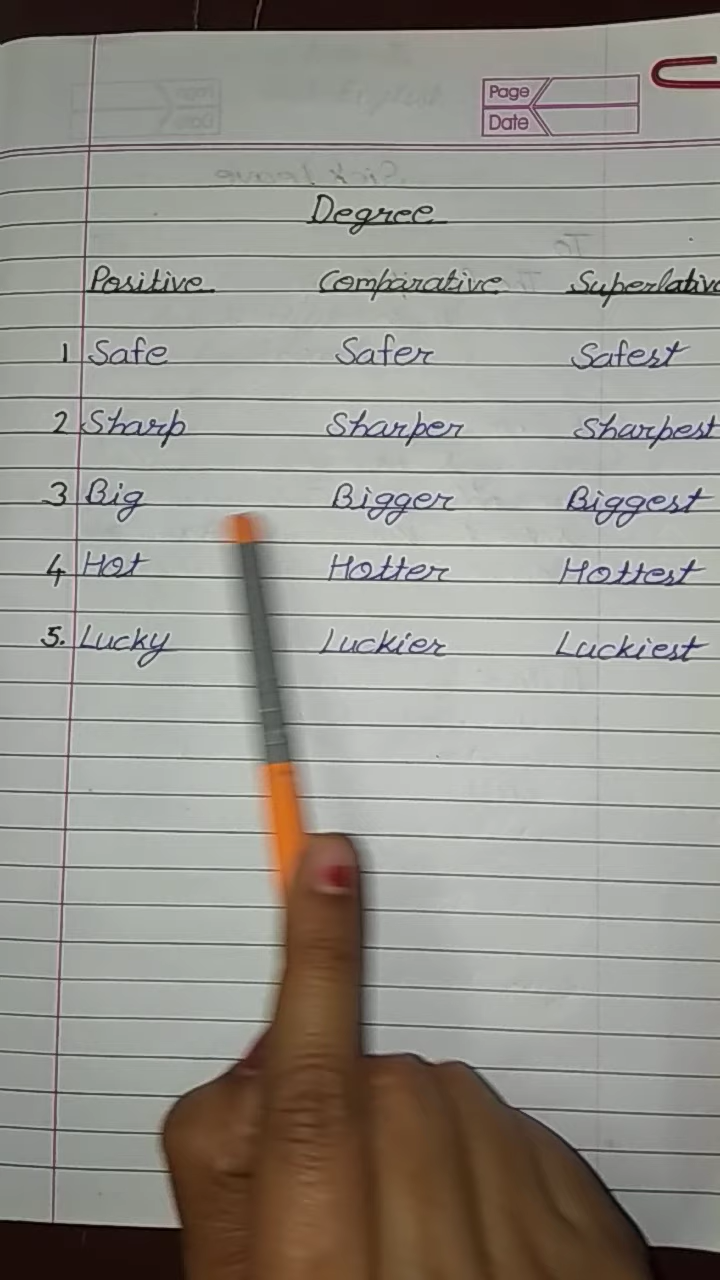 Page
Date
Degree
Positive Comparative Superlative
1 Safe Safer Safest
2 Sharp Sharper Sharpest
3 Big Bigger Biggest
4 Hot Hotter Hottest
5. Lucky Luckier Luckiest